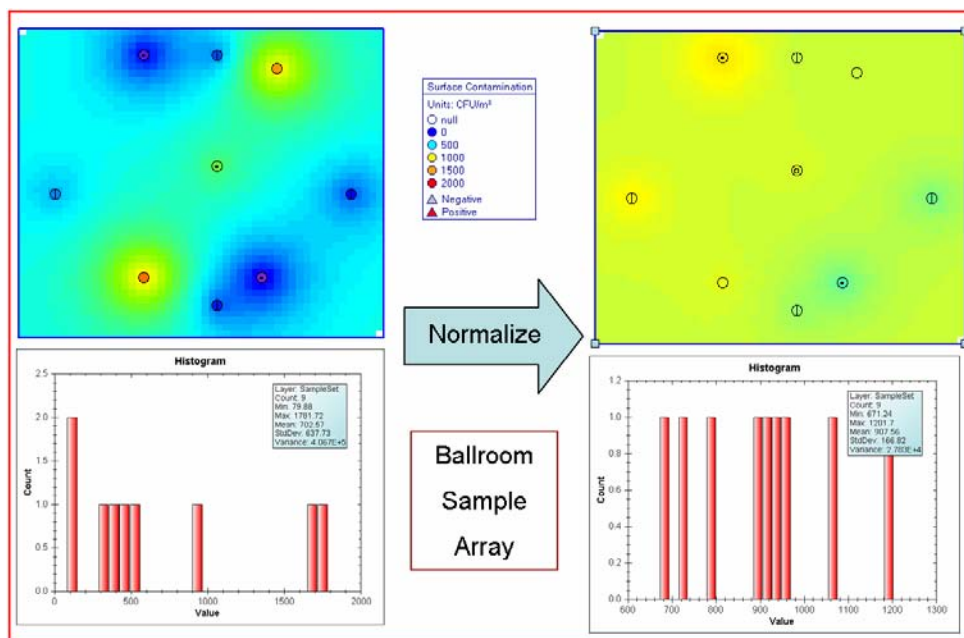 Surface Contamination
Units: CFU/m²
null
0
500
1000
1500
2000
Negative
Positive
Normalize
Ballroom
Sample
Array
Histogram
Layer: SampleSet
Count: 9
Min: 79.88
Max: 1781.72
Mean: 702.57
StdDev: 637.73
Variance: 4.067E+5
Count
2.5
2.0
1.5
1.0
0.5
0.0
0 500 1000 1500 2000
Value
Histogram
Layer: SampleSet
Count: 9
Min: 671.24
Max: 1201.7
Mean: 907.56
StdDev: 166.82
Variance: 2.783E+4
Count
1.2
1.0
0.8
0.6
0.4
0.2
0.0
600 700 800 900 1000 1100 1200 1300
Value